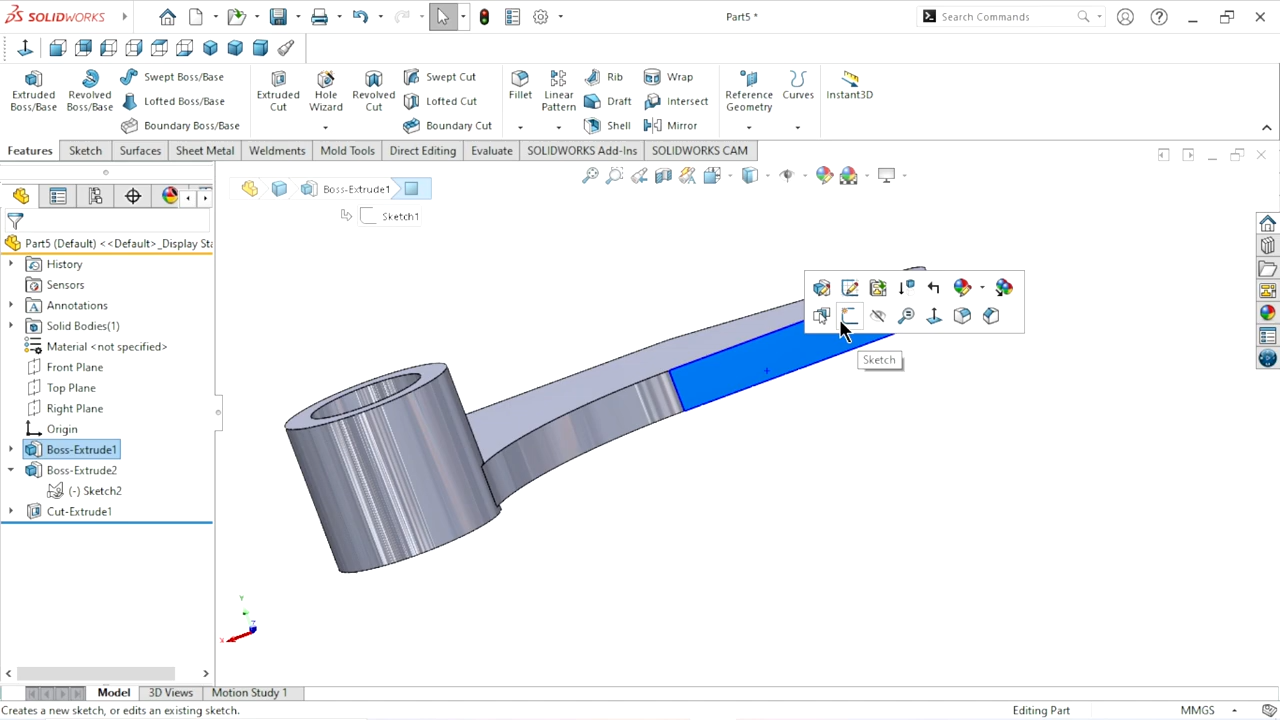 SOLIDWORKS
Part5 *
Search Commands
Extruded Boss/Base
Revolved Boss/Base
Swept Boss/Base
Lofted Boss/Base
Boundary Boss/Base
Extruded Cut
Hole Wizard
Revolved Cut
Swept Cut
Lofted Cut
Boundary Cut
Fillet
Linear Pattern
Rib
Draft
Shell
Wrap
Intersect
Mirror
Reference Geometry
Curves
Instant3D
Features
Sketch
Surfaces
Sheet Metal
Weldments
Mold Tools
Direct Editing
Evaluate
SOLIDWORKS Add-Ins
SOLIDWORKS CAM
Boss-Extrude1
Sketch1
Part5 (Default) <<Default>_Display Sta
History
Sensors
Annotations
Solid Bodies(1)
Material <not specified>
Front Plane
Top Plane
Right Plane
Origin
Boss-Extrude1
Boss-Extrude2
(-) Sketch2
Cut-Extrude1
Sketch
Y
X
Z
Model
3D Views
Motion Study 1
Creates a new sketch, or edits an existing sketch.
Editing Part
MMGS